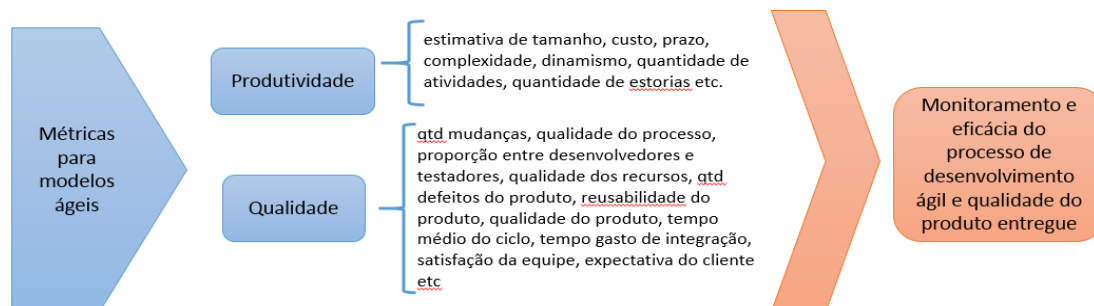 Métricas
para
modelos
ágeis
Produtividade
estimativa de tamanho, custo, prazo,
complexidade, dinamismo, quantidade de
atividades, quantidade de estorias etc.
Qualidade
qtd mudanças, qualidade do processo,
proporção entre desenvolvedores e
testadores, qualidade dos recursos, qtd
defeitos do produto, reusabilidade do
produto, qualidade do produto, tempo
médio do ciclo, tempo gasto de integração,
satisfação da equipe, expectativa do cliente
etc
Monitoramento e
eficácia do
processo de
desenvolvimento
ágil e qualidade do
produto entregue